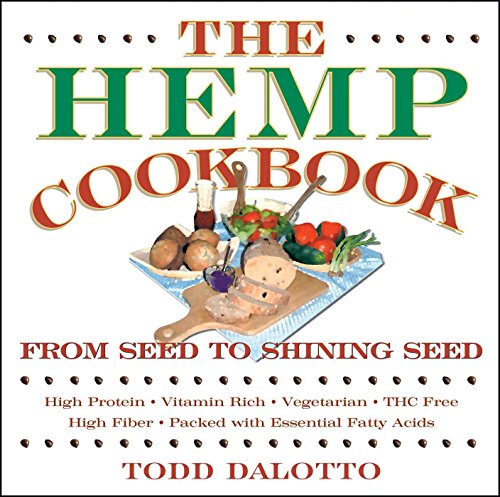 THE
HEMP
COOKBOOK
FROM SEED TO SHINING SEED
High Protein • Vitamin Rich • Vegetarian • THC Free
High Fiber • Packed with Essential Fatty Acids
TODD DALOTTO